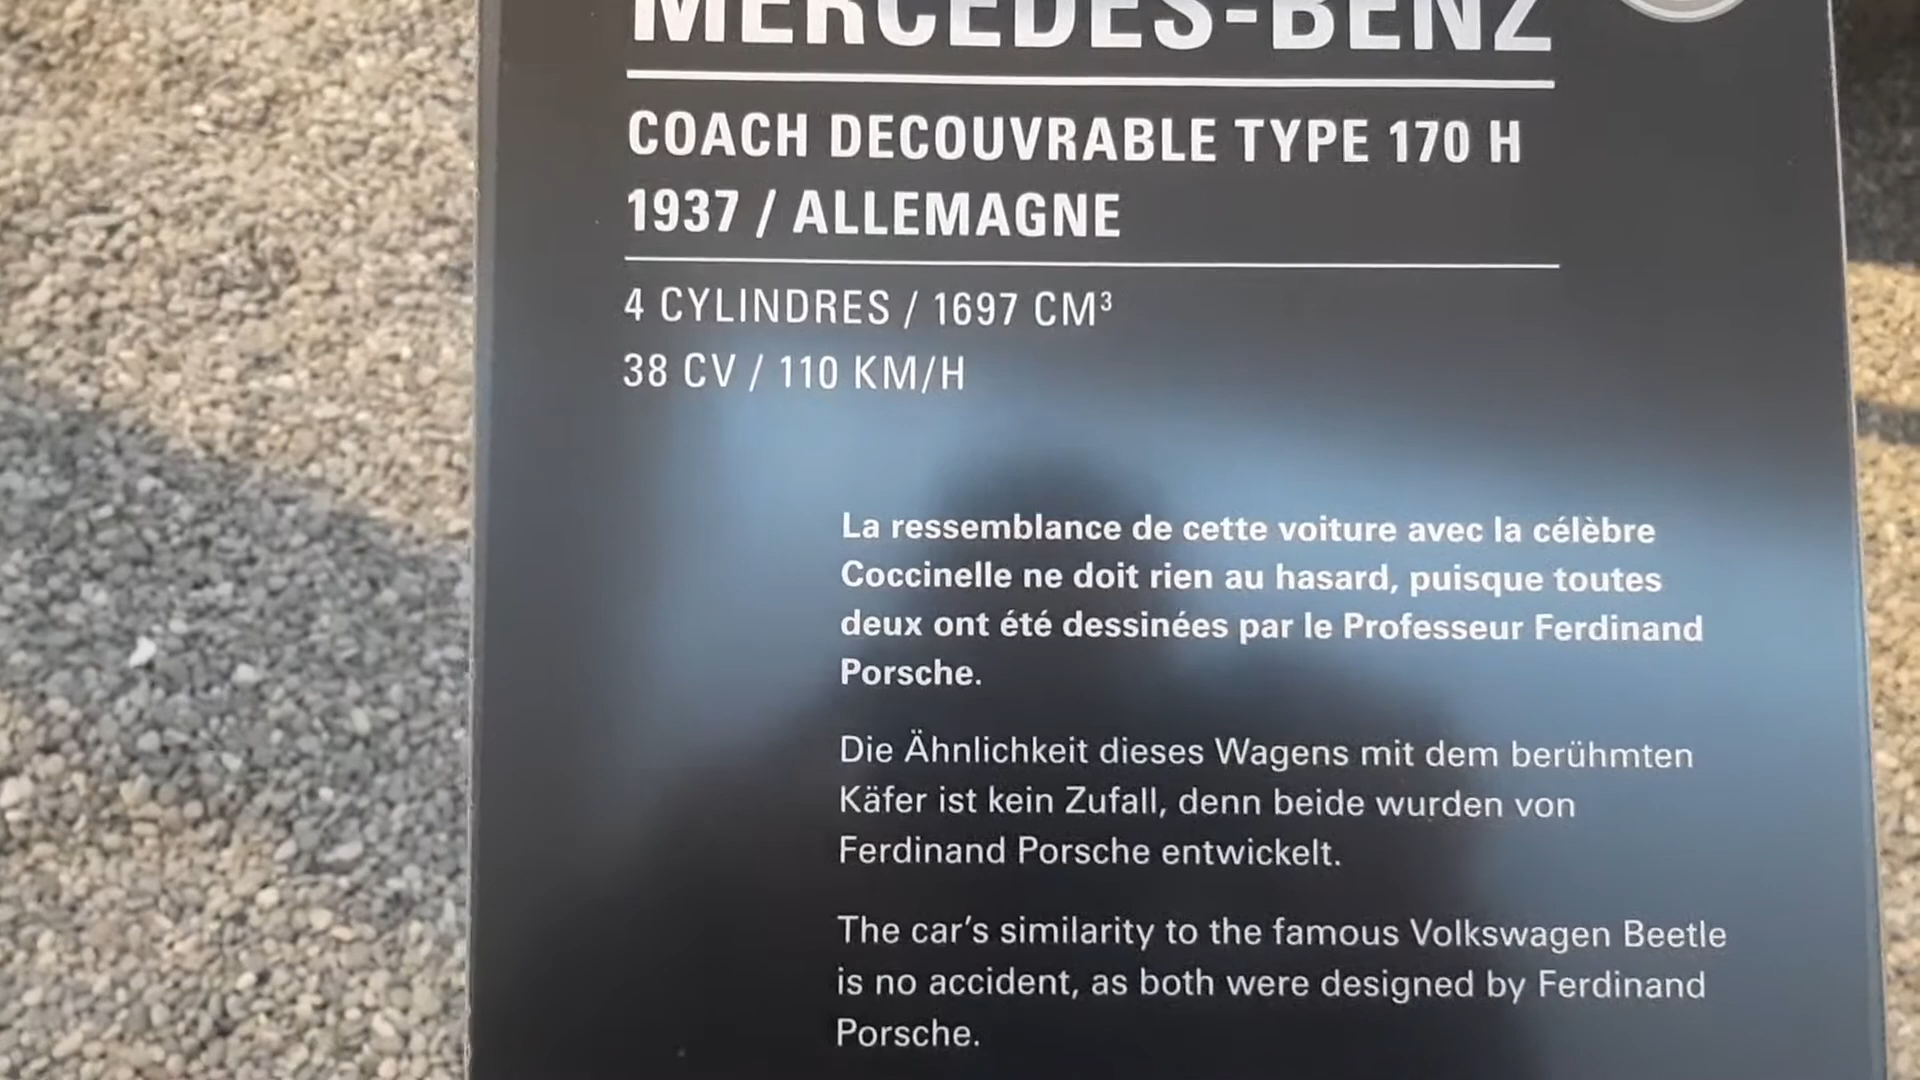 MERCEDES-BENZ
COACH DECOUVRABLE TYPE 170 H
1937 / ALLEMAGNE
4 CYLINDRES / 1697 CM³
38 CV / 110 KM/H
La ressemblance de cette voiture avec la célèbre
Coccinelle ne doit rien au hasard, puisque toutes
deux ont été dessinées par le Professeur Ferdinand
Porsche.
Die Ähnlichkeit dieses Wagens mit dem berühmten
Käfer ist kein Zufall, denn beide wurden von
Ferdinand Porsche entwickelt.
The car's similarity to the famous Volkswagen Beetle
is no accident, as both were designed by Ferdinand
Porsche.